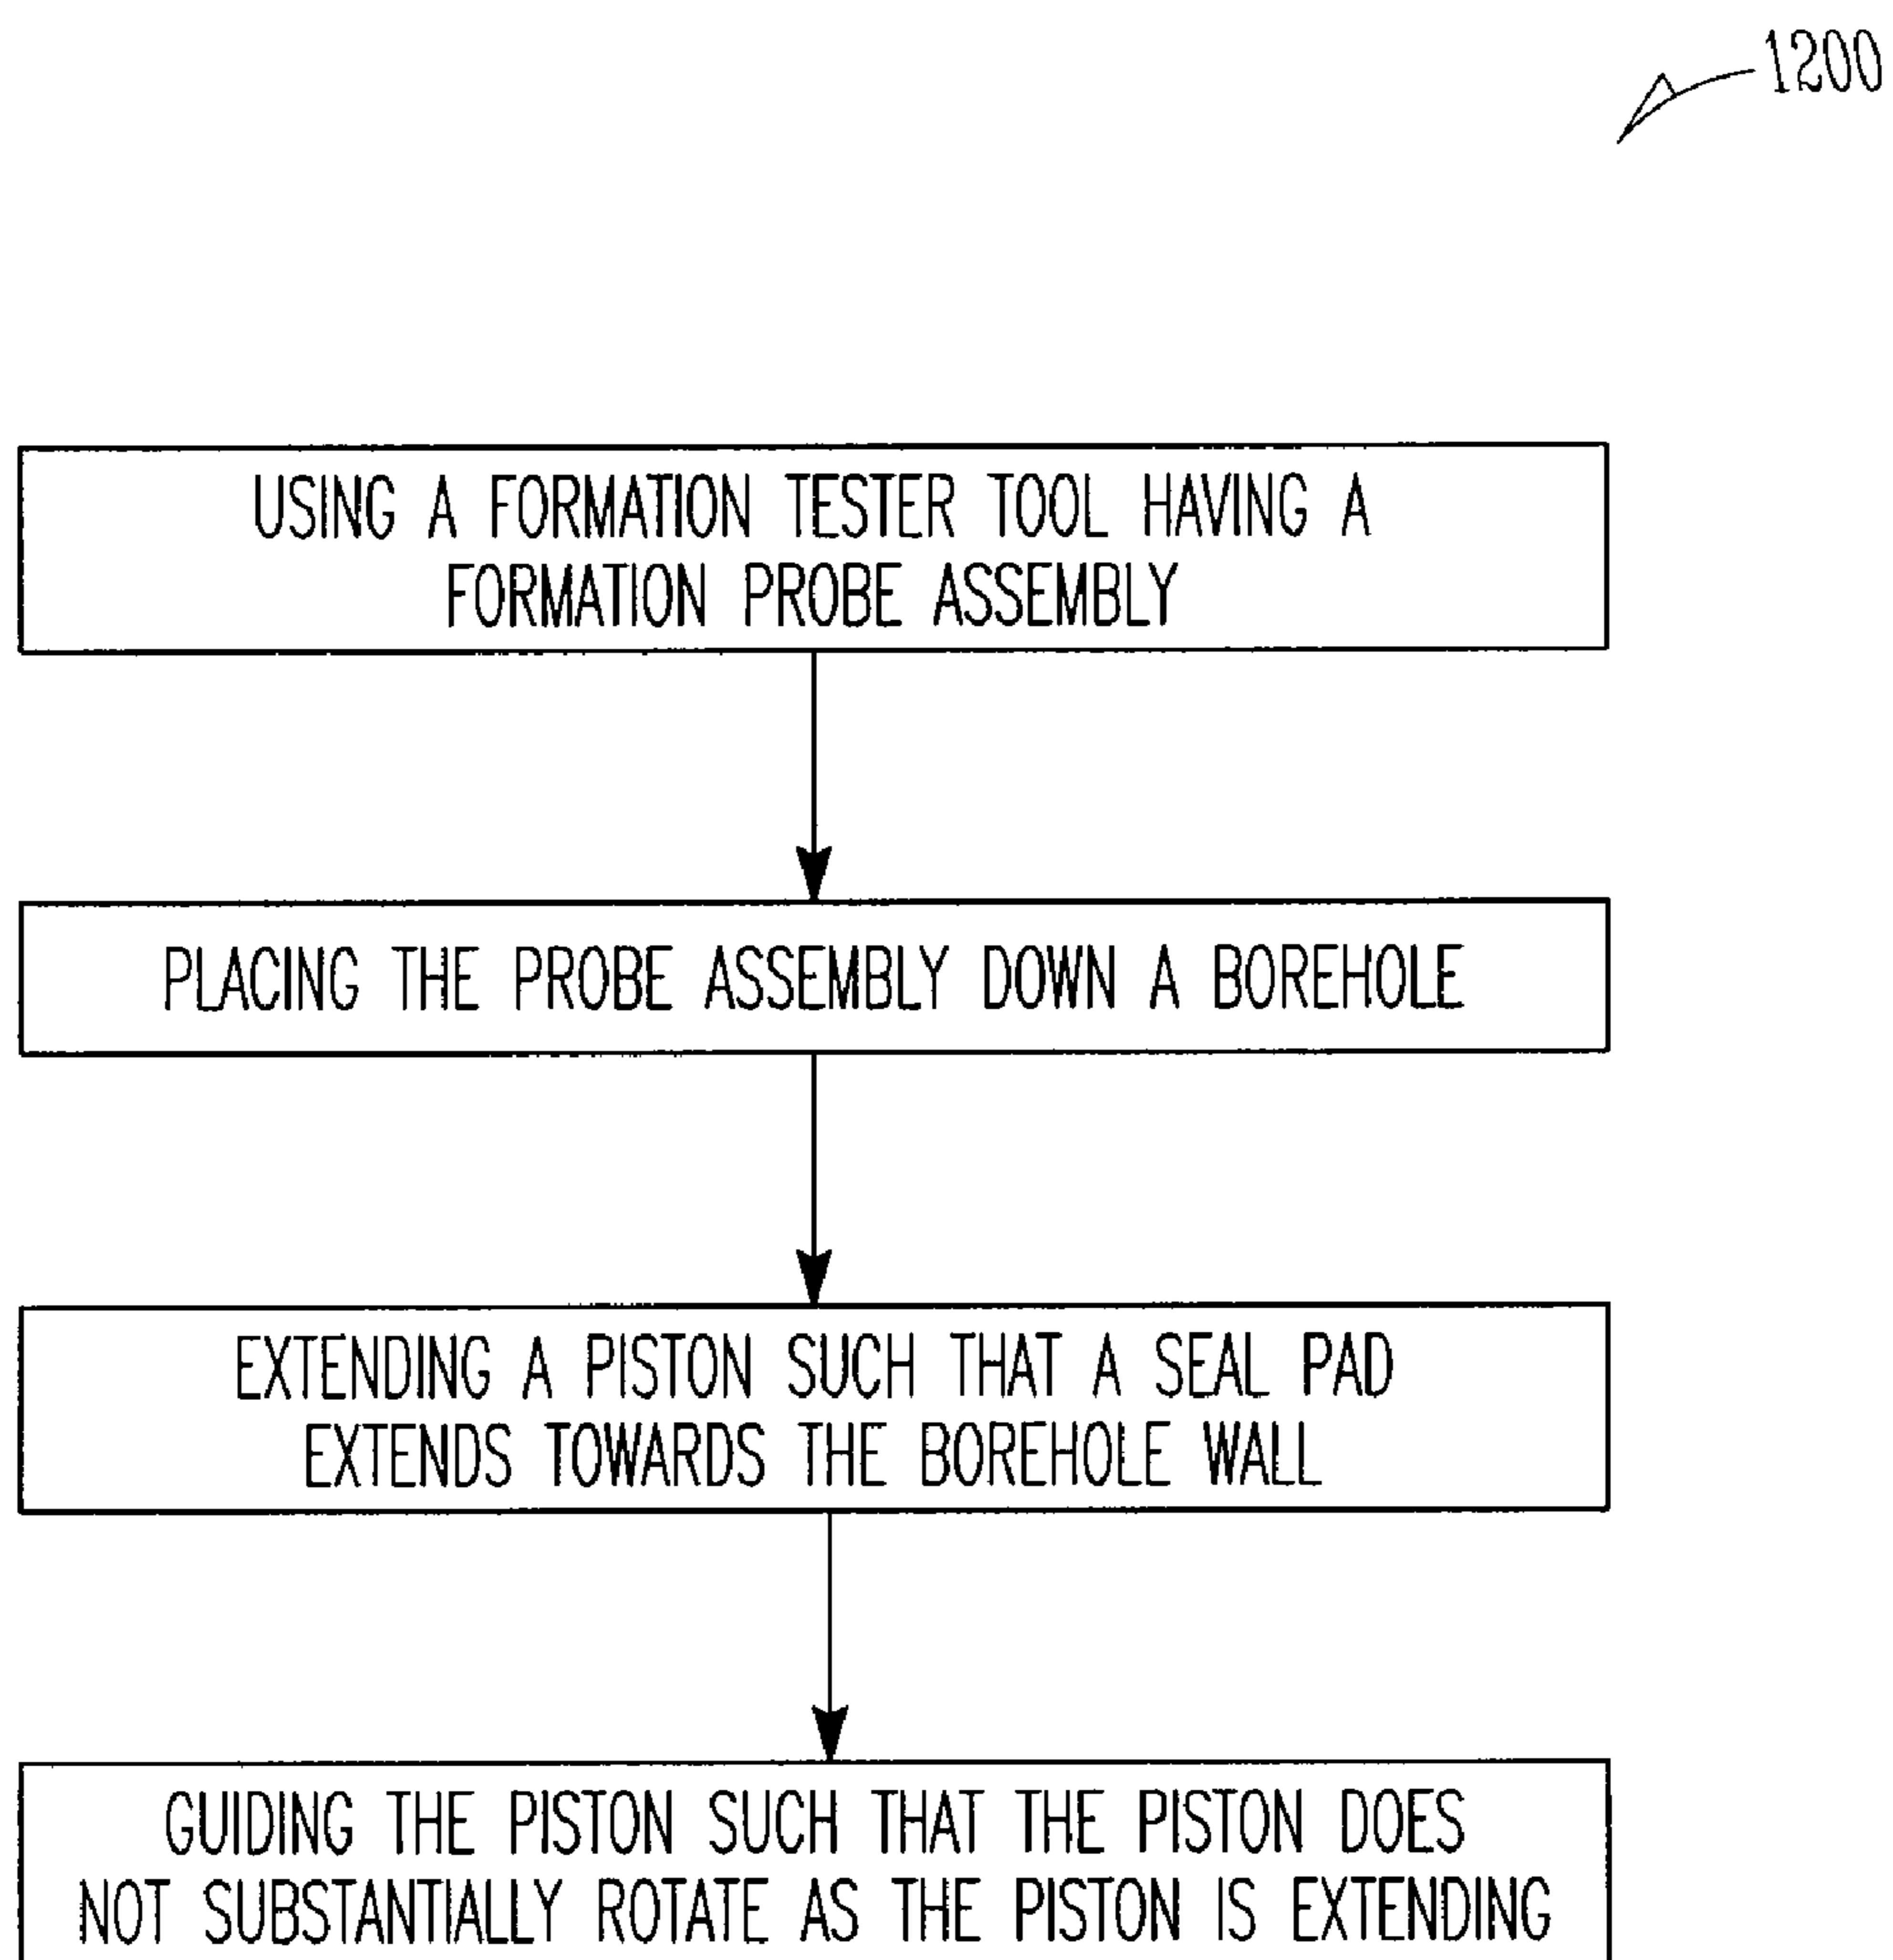 1200
USING A FORMATION TESTER TOOL HAVING A
FORMATION PROBE ASSEMBLY
PLACING THE PROBE ASSEMBLY DOWN A BOREHOLE
EXTENDING A PISTON SUCH THAT A SEAL PAD
EXTENDS TOWARDS THE BOREHOLE WALL
GUIDING THE PISTON SUCH THAT THE PISTON DOES
NOT SUBSTANTIALLY ROTATE AS THE PISTON IS EXTENDING